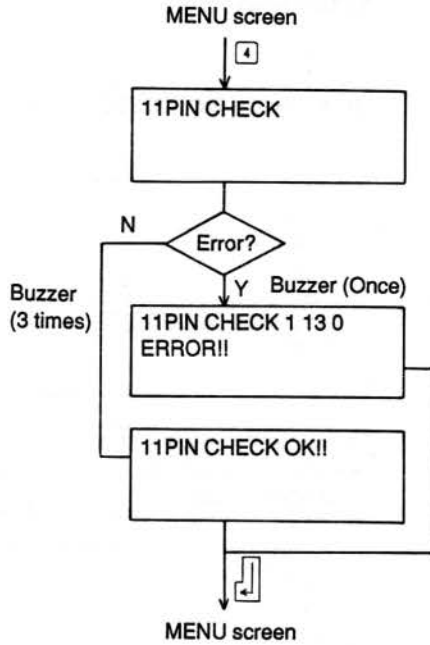 MENU screen
4
11PIN CHECK
N
Error?
Buzzer
(3 times)
Y
Buzzer (Once)
11PIN CHECK 1 13 0
ERROR!!
11PIN CHECK OK!!
MENU screen